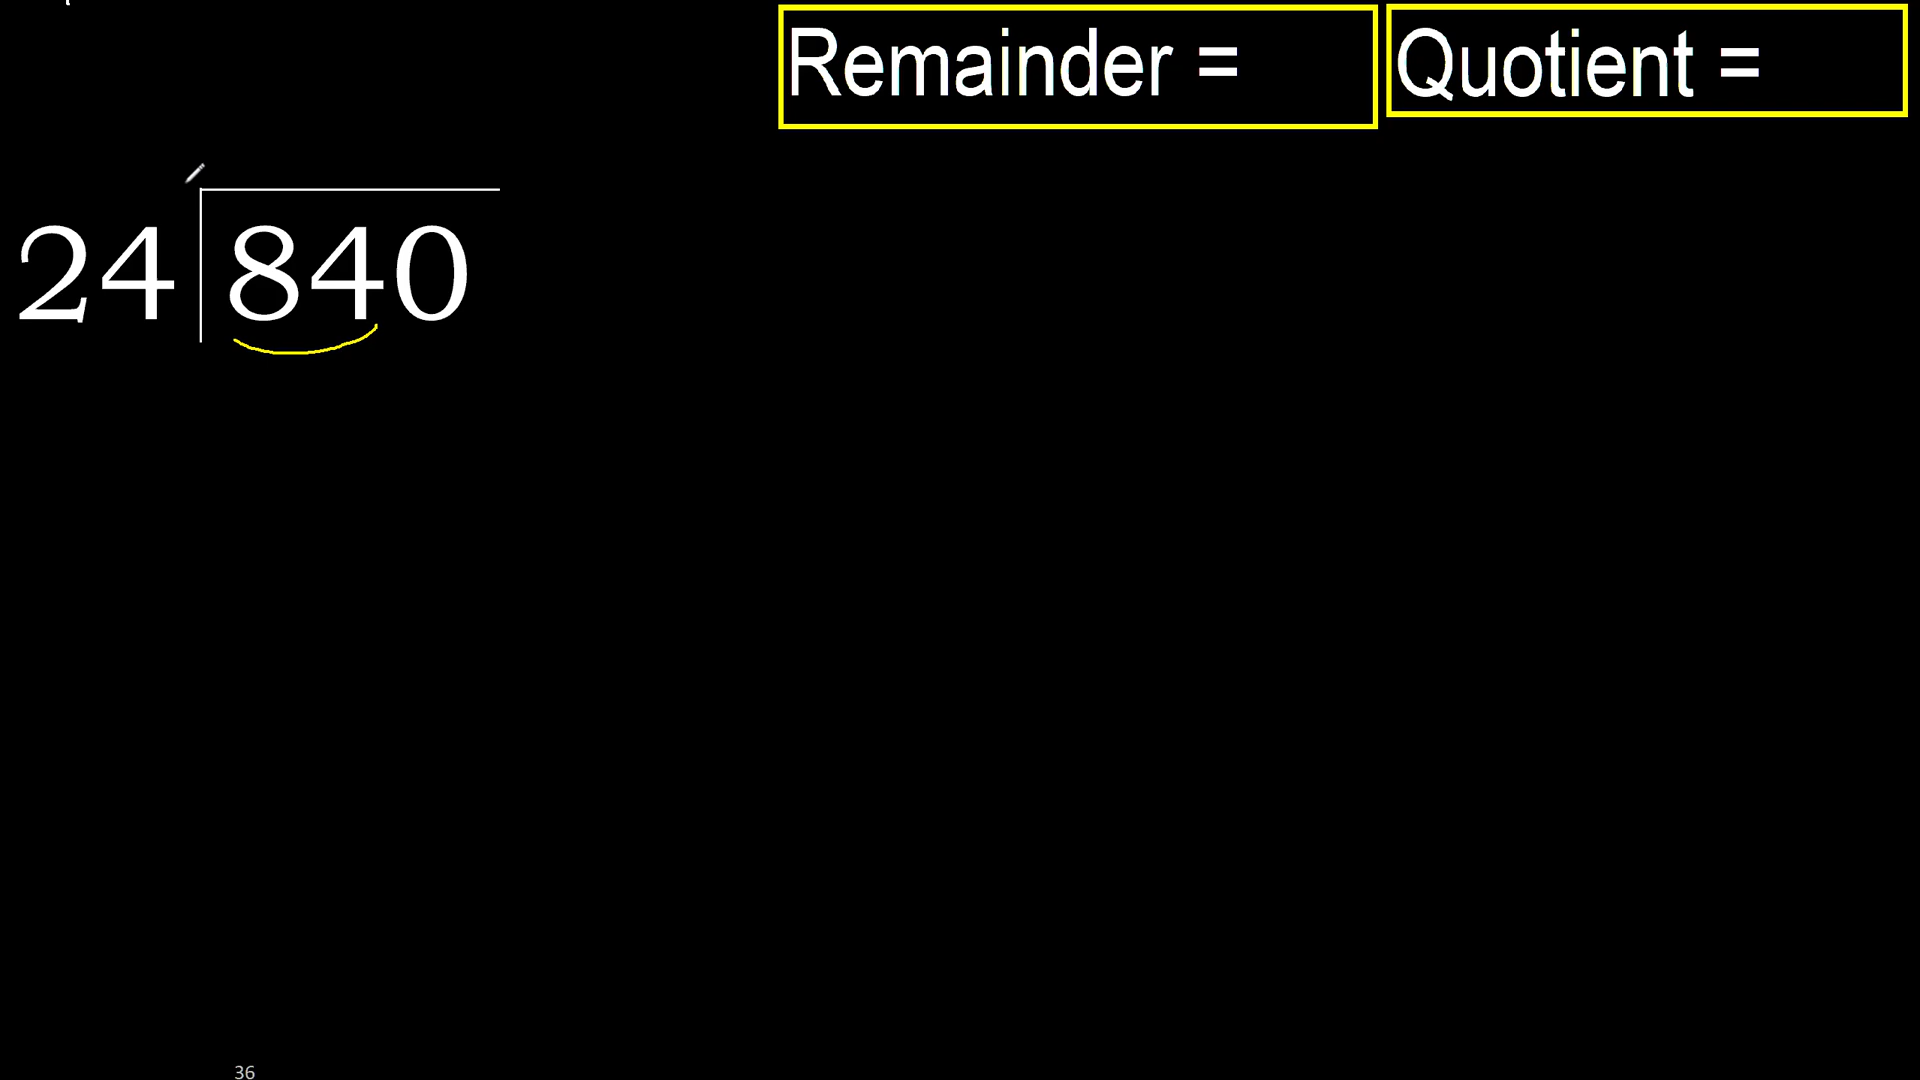 Remainder =
Quotient =
24 840
36